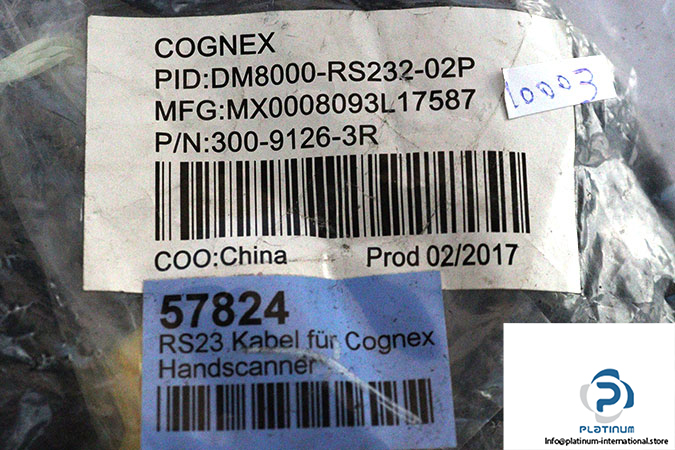 COGNEX
PID:DM8000-RS232-02P
10003
MFG:MX0008093L17587
P/N:300-9126-3R
COO:China Prod 02/2017
57824
RS23 Kabel für Cognex
Handscanner
PLATINUM
Info@platinum-international.store